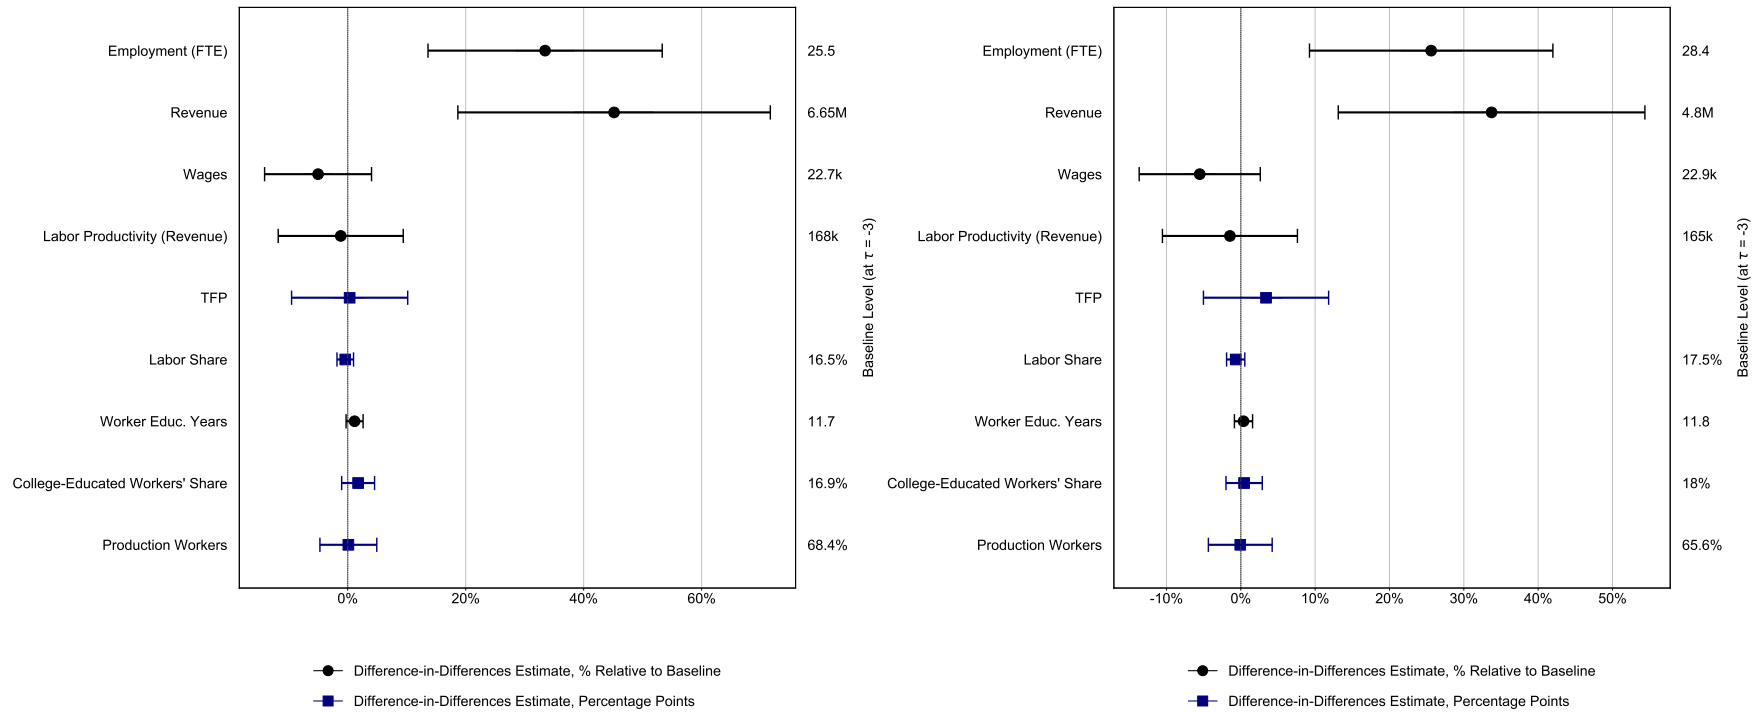 Employment (FTE)
25.5
Revenue
6.65M
Wages
22.7k
Labor Productivity (Revenue)
168k
TFP
Labor Share
16.5%
Worker Educ. Years
11.7
College-Educated Workers' Share
16.9%
Production Workers
68.4%
Baseline Level (at τ = -3)
0%
20%
40%
60%
Difference-in-Differences Estimate, % Relative to Baseline
Difference-in-Differences Estimate, Percentage Points
Employment (FTE)
28.4
Revenue
4.8M
Wages
22.9k
Labor Productivity (Revenue)
165k
TFP
Labor Share
17.5%
Worker Educ. Years
11.8
College-Educated Workers' Share
18%
Production Workers
65.6%
Baseline Level (at τ = -3)
-10%
0%
10%
20%
30%
40%
50%
Difference-in-Differences Estimate, % Relative to Baseline
Difference-in-Differences Estimate, Percentage Points